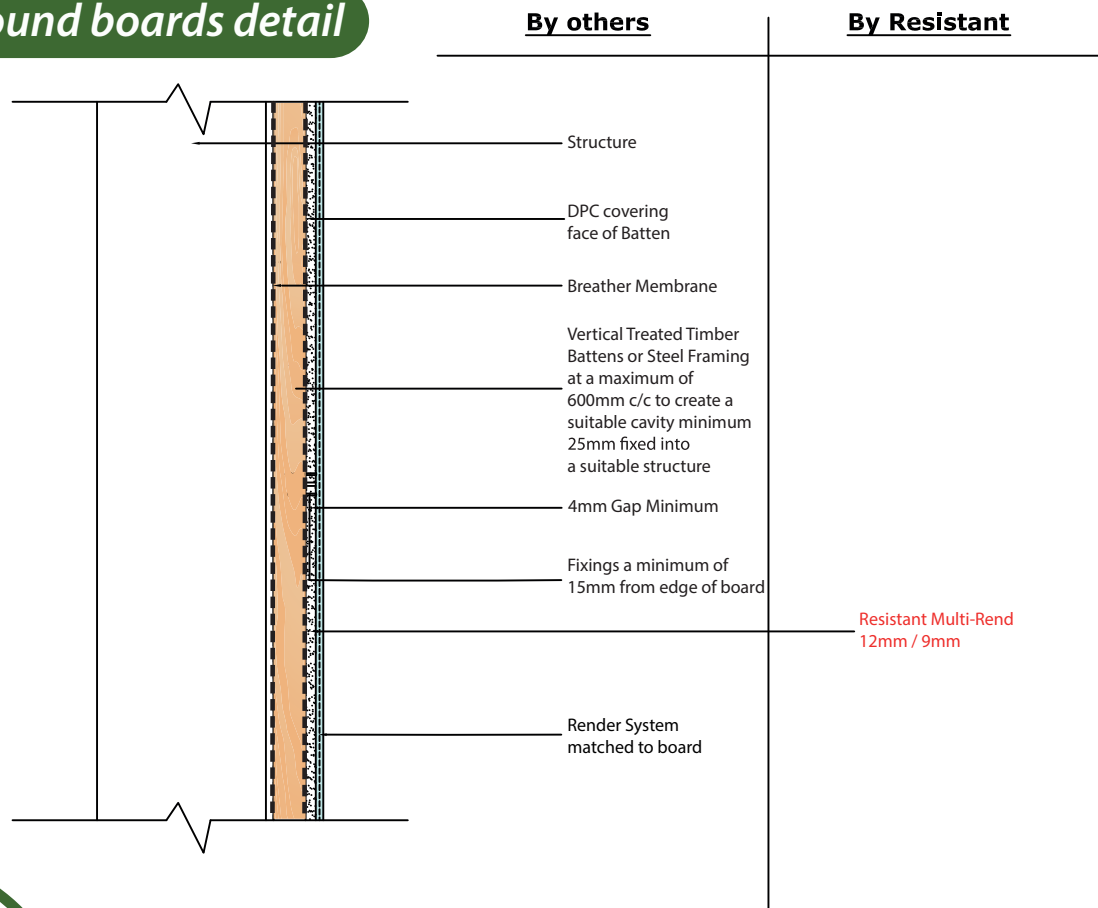 boards detail
By others
By Resistant
Structure
DPC covering
face of Batten
Breather Membrane
Vertical Treated Timber
Battens or Steel Framing
at a maximum of
600mm c/c to create a
suitable cavity minimum
25mm fixed into
a suitable structure
4mm Gap Minimum
Fixings a minimum of
15mm from edge of board
Resistant Multi-Rend
12mm / 9mm
Render System
matched to board